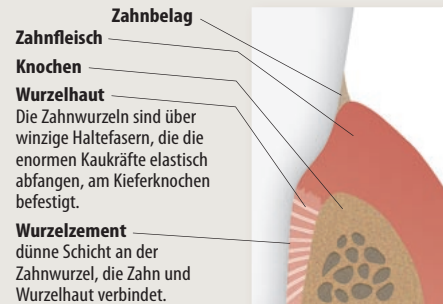 Zahnbelag
Zahnfleisch
Knochen
Wurzelhaut
Die Zahnwurzeln sind über
winzige Haltefasern, die die
enormen Kaukräfte elastisch
abfangen, am Kieferknochen
befestigt.
Wurzelzement
dünne Schicht an der
Zahnwurzel, die Zahn und
Wurzelhaut verbindet.